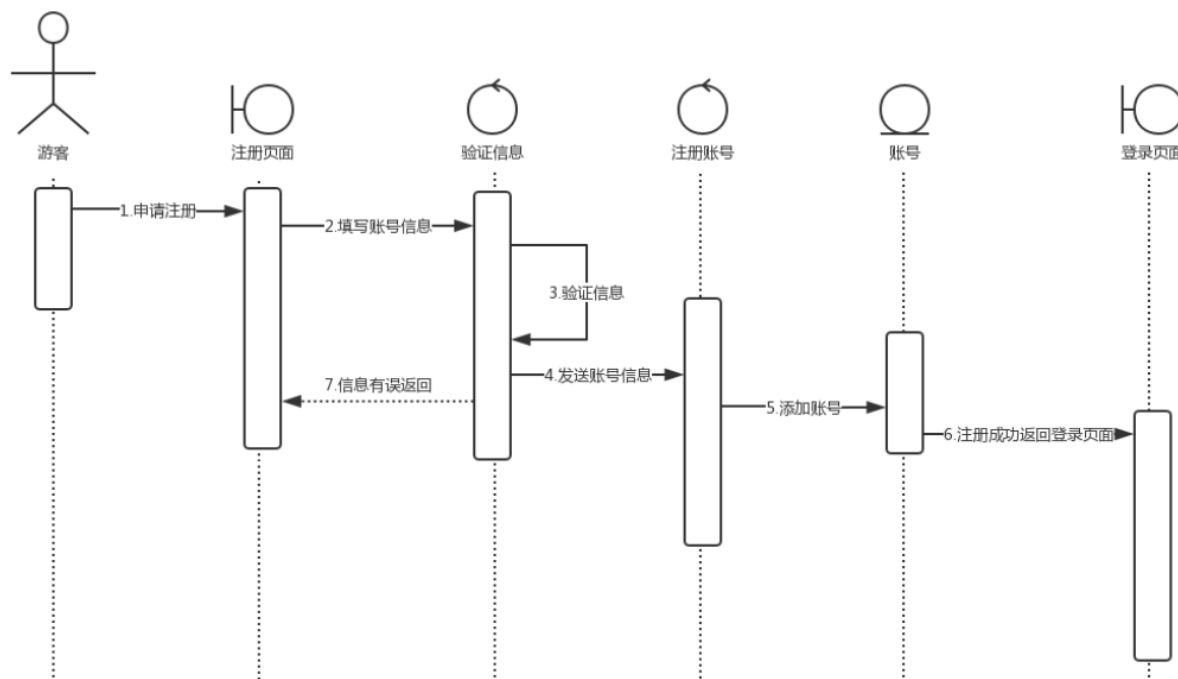 游客
注册页面
验证信息
注册账号
账号
登录页面
1.申请注册
2.填写账号信息
3.验证信息
4.发送账号信息
7.信息有误返回
5.添加账号
6.注册成功返回登录页面